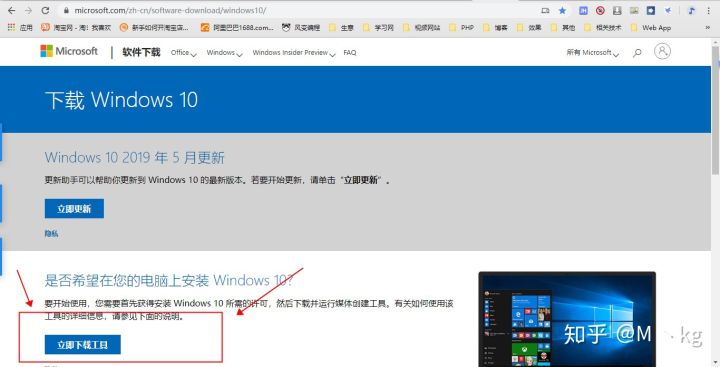 microsoft.com/zh-cn/software-download/windows10/
应用
淘宝网 - 淘！我喜欢
新手如何开淘宝店...
阿里巴巴1688.com...
风变编程
生意
学习网
视频网站
PHP
博客
效果
其他
知识技术
Web App
Microsoft
软件下载
Office
Windows
Windows Insider Preview
FAQ
所有 Microsoft
下载 Windows 10
Windows 10 2019 年 5 月更新
更新助手可以帮助你更新到 Windows 10 的最新版本。若要开始更新，请单击“立即更新”。
立即更新
隐私
是否希望在您的电脑上安装 Windows 10?
要开始使用，您需要首先获得安装 Windows 10 所需的许可，然后下载并运行媒体创建工具。有关如何使用该
工具的详细信息，请参见下面的说明。
立即下载工具
知乎